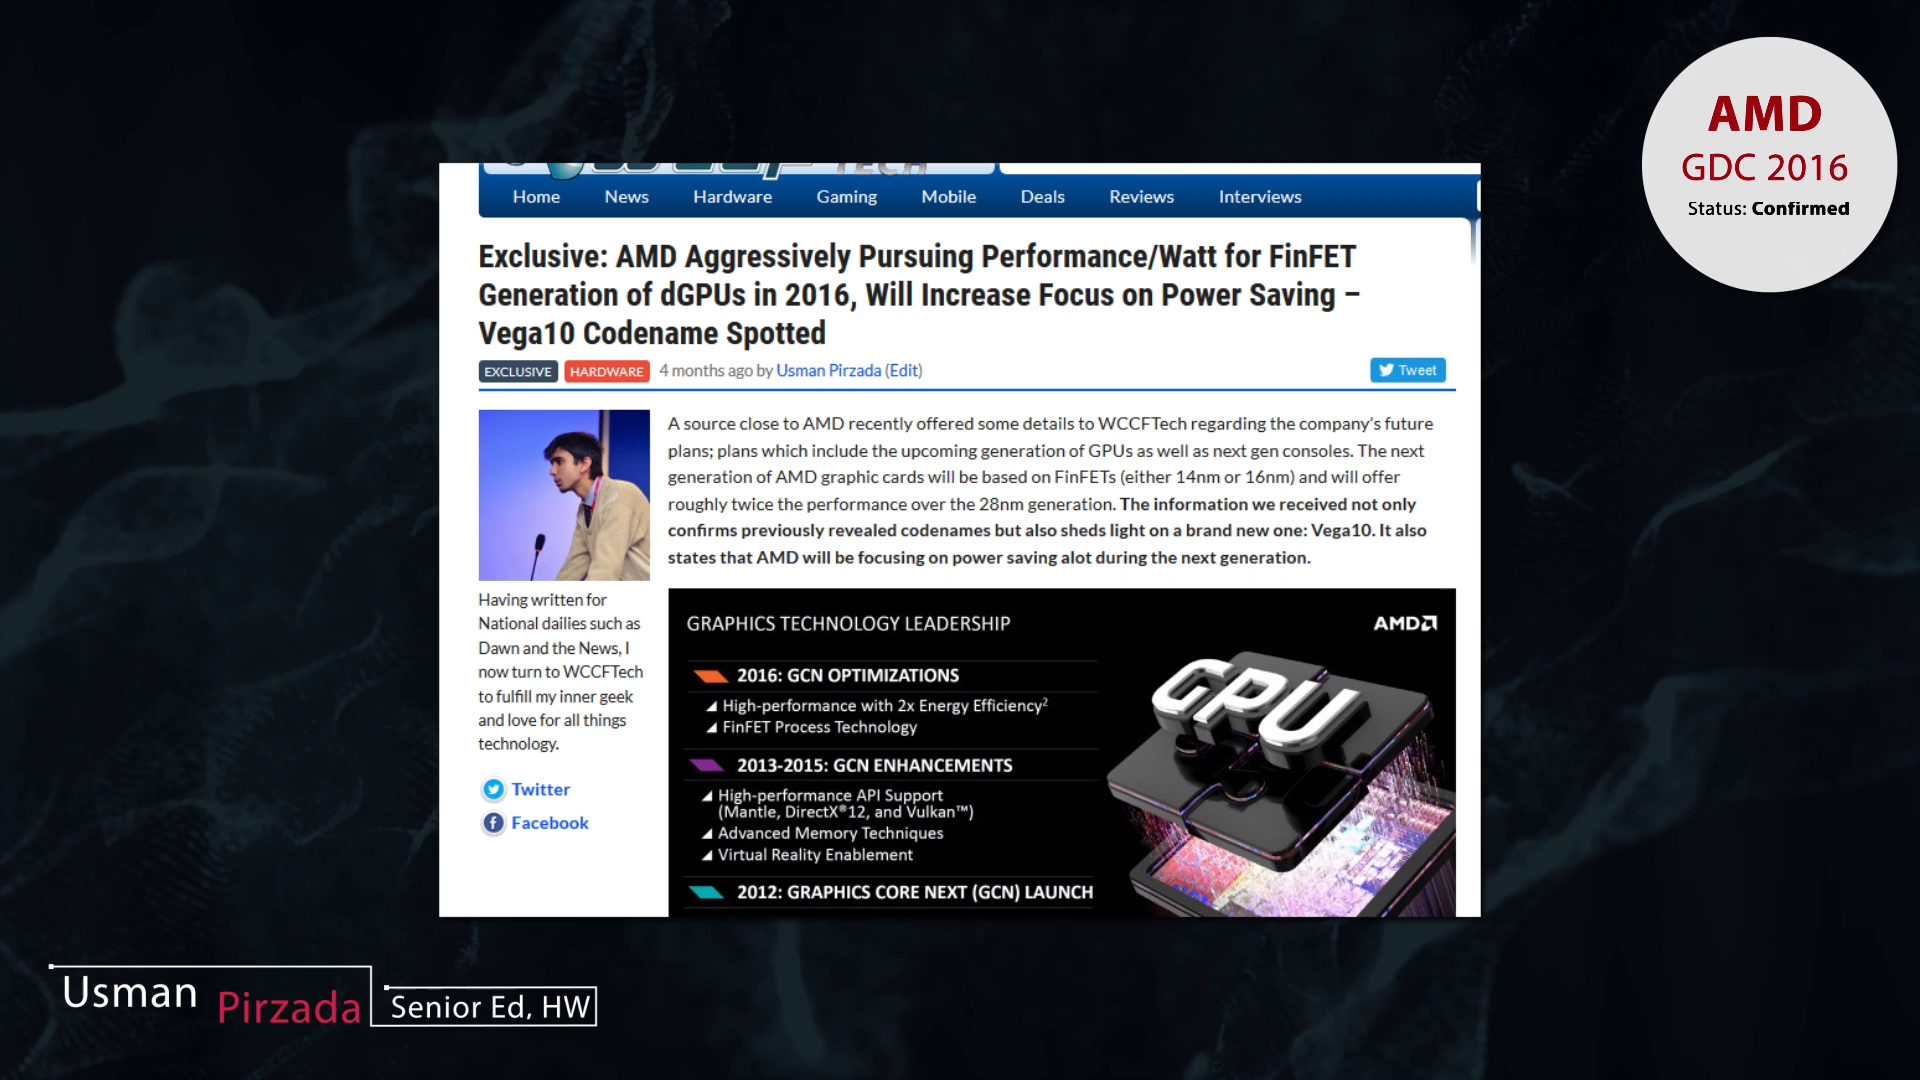 AMD
GDC 2016
Status: Confirmed
TECH
Home News Hardware Gaming Mobile Deals Reviews Interviews
Exclusive: AMD Aggressively Pursuing Performance/Watt for FinFET
Generation of dGPUs in 2016, Will Increase Focus on Power Saving –
Vega10 Codename Spotted
EXCLUSIVE HARDWARE 4 months ago by Usman Pirzada (Edit)
Tweet
A source close to AMD recently offered some details to WCCFTech regarding the company's future
plans; plans which include the upcoming generation of GPUs as well as next gen consoles. The next
generation of AMD graphic cards will be based on FinFETs (either 14nm or 16nm) and will offer
roughly twice the performance over the 28nm generation. The information we received not only
confirms previously revealed codenames but also sheds light on a brand new one: Vega10. It also
states that AMD will be focusing on power saving alot during the next generation.
Having written for
National dailies such as
Dawn and the News, I
now turn to WCCFTech
to fulfill my inner geek
and love for all things
technology.
Twitter
Facebook
GRAPHICS TECHNOLOGY LEADERSHIP
AMD
2016: GCN OPTIMIZATIONS
High-performance with 2x Energy Efficiency²
FinFET Process Technology
2013-2015: GCN ENHANCEMENTS
High-performance API Support
(Mantle, DirectX®12, and Vulkan™)
Advanced Memory Techniques
Virtual Reality Enablement
2012: GRAPHICS CORE NEXT (GCN) LAUNCH
GPU
Usman Pirzada
Senior Ed, HW